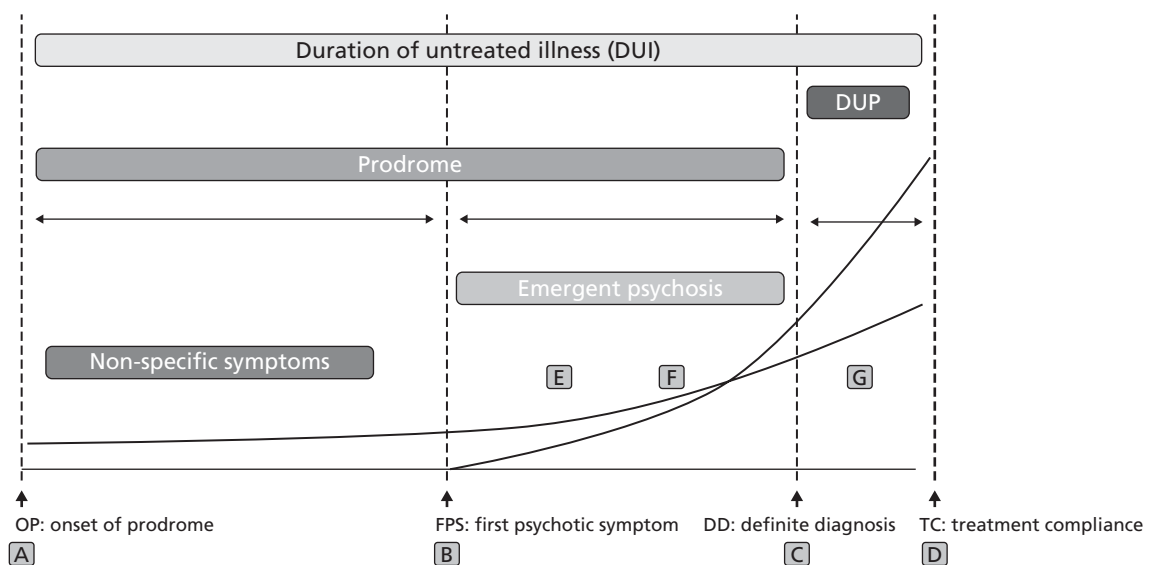 Duration of untreated illness (DUI)
DUP
Prodrome
Emergent psychosis
Non-specific symptoms
E
F
G
OP: onset of prodrome
FPS: first psychotic symptom
DD: definite diagnosis
TC: treatment compliance
A
B
C
D